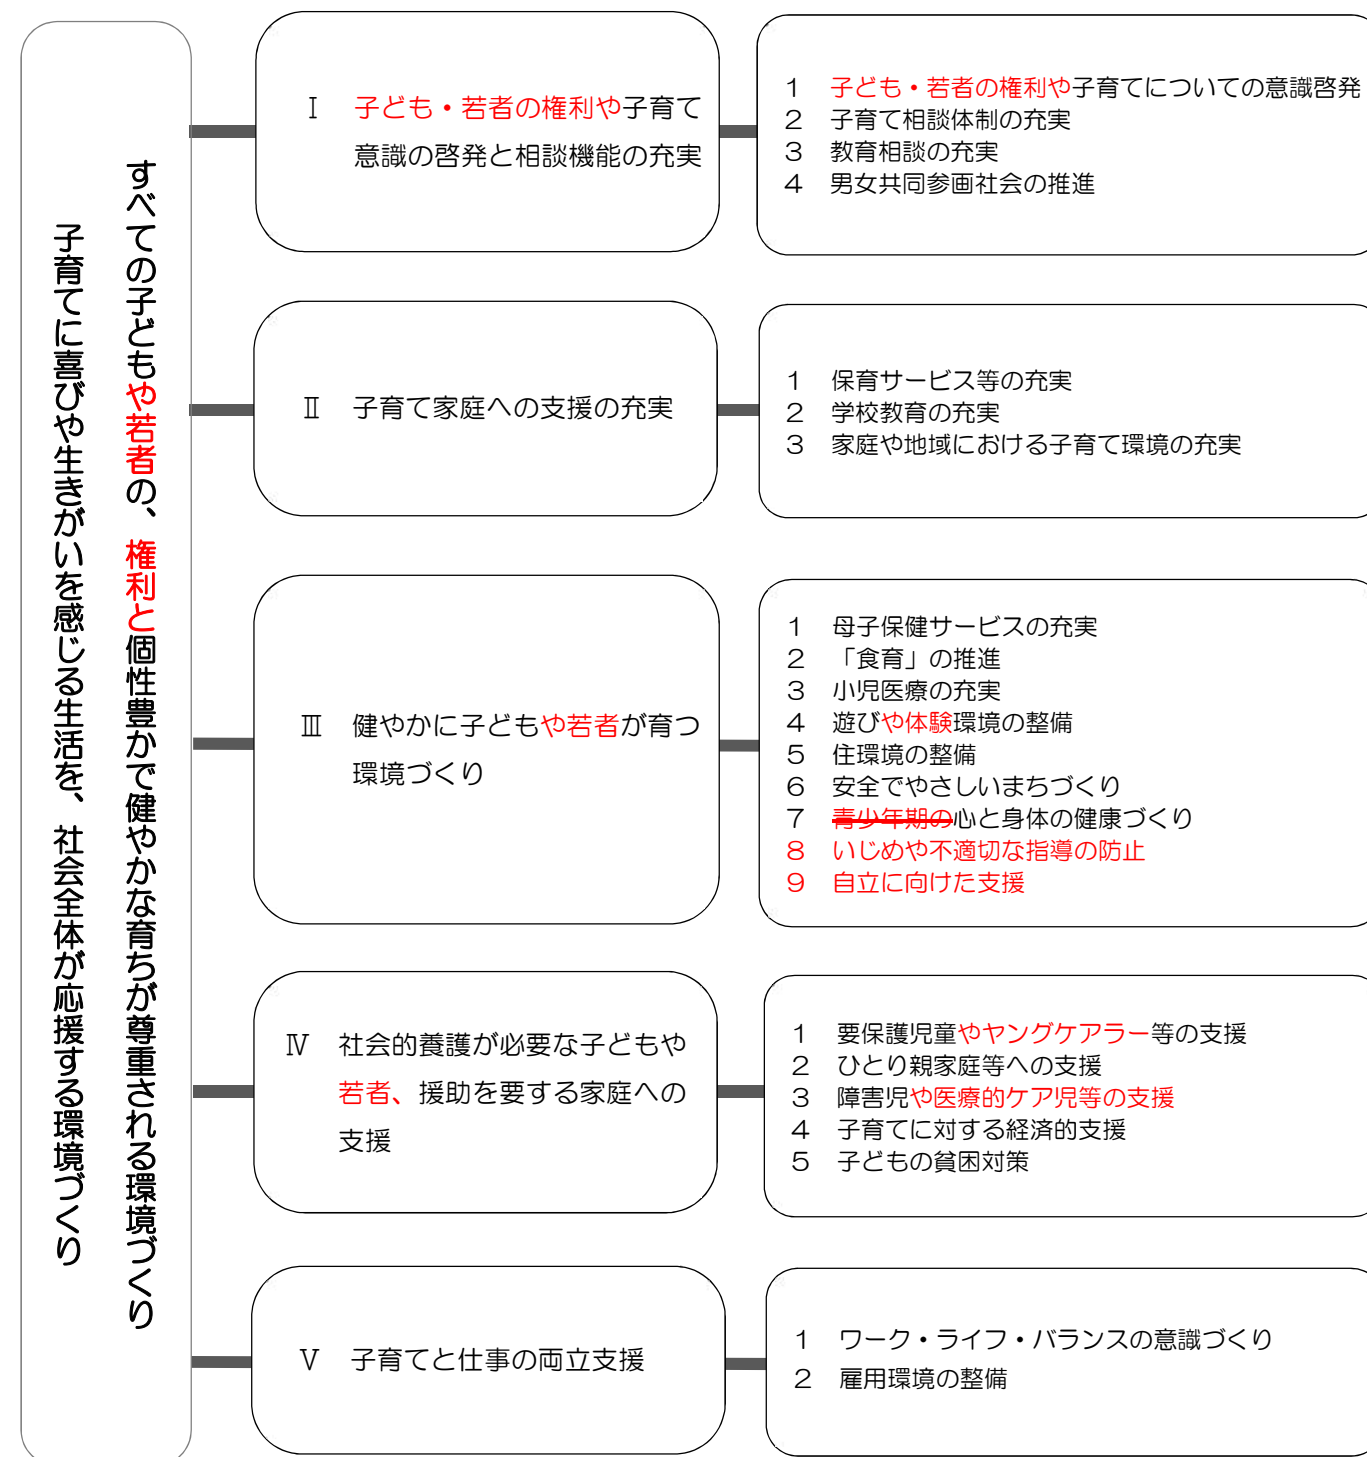 すべての子どもや若者の、権利と個性豊かで健やかな育ちが尊重される環境づくり
子育てに喜びや生きがいを感じる生活を、社会全体が応援する環境づくり
Ⅰ 子ども・若者の権利や子育て
意識の啓発と相談機能の充実
1 子ども・若者の権利や子育てについての意識啓発
2 子育て相談体制の充実
3 教育相談の充実
4 男女共同参画社会の推進
Ⅱ 子育て家庭への支援の充実
1 保育サービス等の充実
2 学校教育の充実
3 家庭や地域における子育て環境の充実
Ⅲ 健やかに子どもや若者が育つ
環境づくり
1 母子保健サービスの充実
2 「食育」の推進
3 小児医療の充実
4 遊びや体験環境の整備
5 住環境の整備
6 安全でやさしいまちづくり
7 青少年期の心と身体の健康づくり
8 いじめや不適切な指導の防止
9 自立に向けた支援
Ⅳ 社会的養護が必要な子どもや
若者、援助を要する家庭への
支援
1 要保護児童やヤングケアラー等の支援
2 ひとり親家庭等への支援
3 障害児や医療的ケア児等の支援
4 子育てに対する経済的支援
5 子どもの貧困対策
Ⅴ 子育てと仕事の両立支援
1 ワーク・ライフ・バランスの意識づくり
2 雇用環境の整備